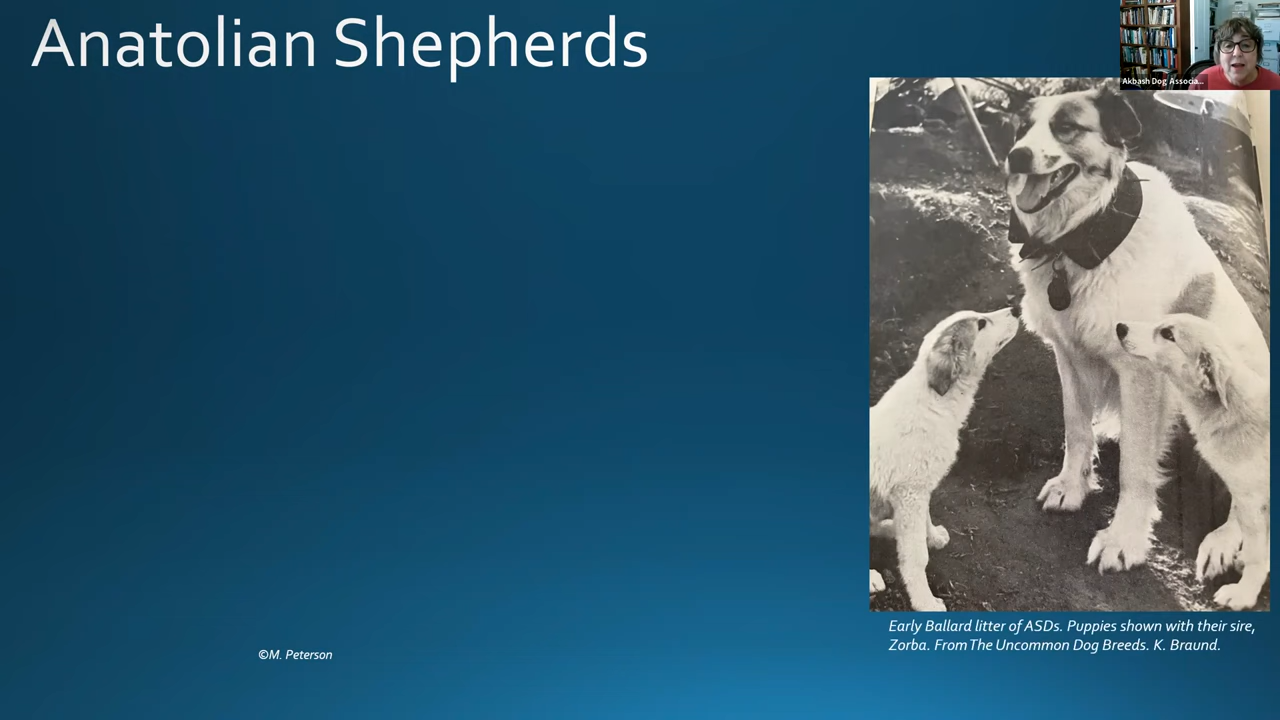 Anatolian Shepherds
Akbash Dog Associa...
Early Ballard litter of ASDs. Puppies shown with their sire,
Zorba. From The Uncommon Dog Breeds. K. Braund.
©M. Peterson